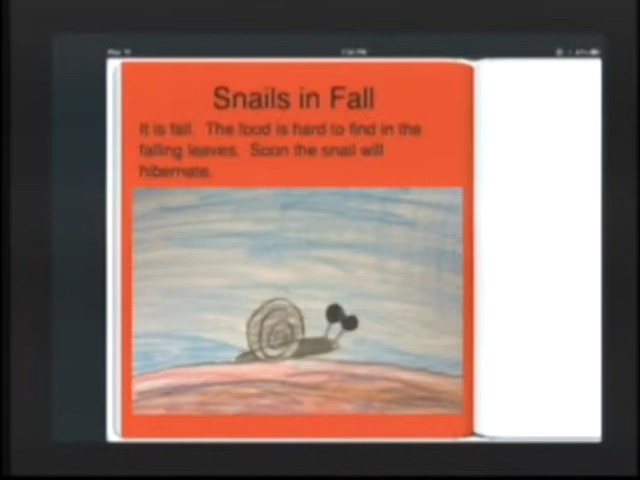 Snails in Fall
It is fall. The food is hard to find in the
falling leaves. Soon the snail will
hibernate.